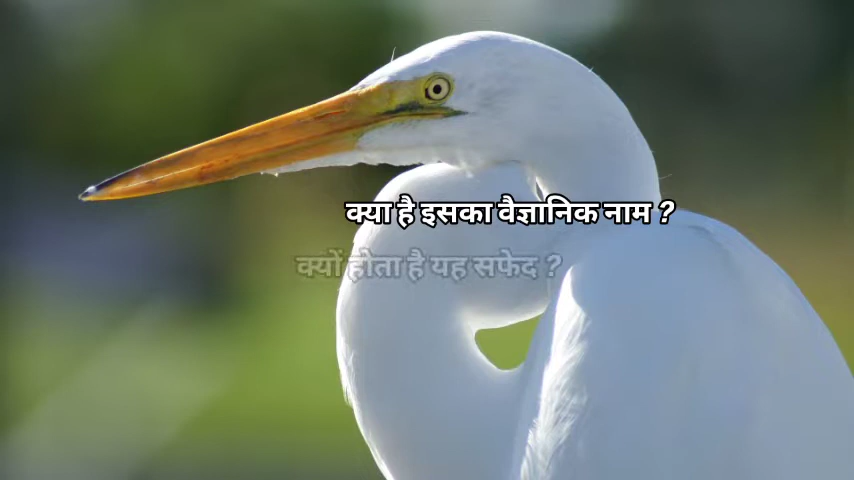 क्या है इसका वैज्ञानिक नाम ?
क्यों होता है यह सफेद ?